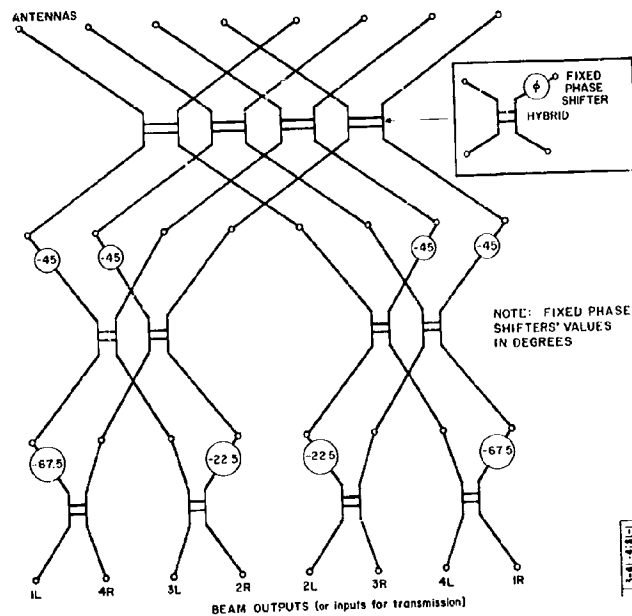 ANTENNAS
ϕ
FIXED
PHASE
SHIFTER
HYBRID
-45
-45
-45
-45
NOTE: FIXED PHASE
SHIFTERS' VALUES
IN DEGREES
-67.5
-22.5
-22.5
-67.5
1L
4R
3L
2R
2L
3R
4L
1R
BEAM OUTPUTS (or inputs for transmission)